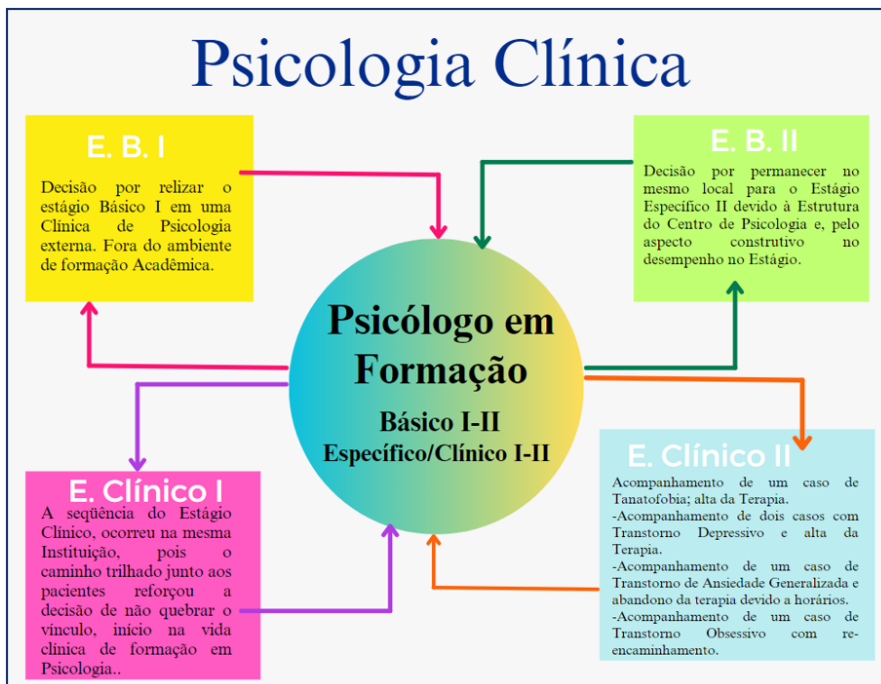 Psicologia Clínica
E. B. I
Decisão por relizar o
estágio Básico I em uma
Clínica de Psicologia
externa. Fora do ambiente
de formação Acadêmica.
E. B. II
Decisão por permanecer no
mesmo local para o Estágio
Específico II devido à Estrutura
do Centro de Psicologia e, pelo
aspecto construtivo no
desempenho no Estágio.
Psicólogo em
Formação
Básico I-II
Específico/Clínico I-II
E. Clínico I
A seqüência do Estágio
Clínico, ocorreu na mesma
Instituição, pois o
caminho trilhado junto aos
pacientes reforçou a
decisão de não quebrar o
vínculo, início na vida
clínica de formação em
Psicologia..
E. Clínico II
Acompanhamento de um caso de
Tanatofobia; alta da Terapia.
-Acompanhamento de dois casos com
Transtorno Depressivo e alta da
Terapia.
-Acompanhamento de um caso de
Transtorno de Ansiedade Generalizada e
abandono da terapia devido a horários.
-Acompanhamento de um caso de
Transtorno Obsessivo com re-
encaminhamento.